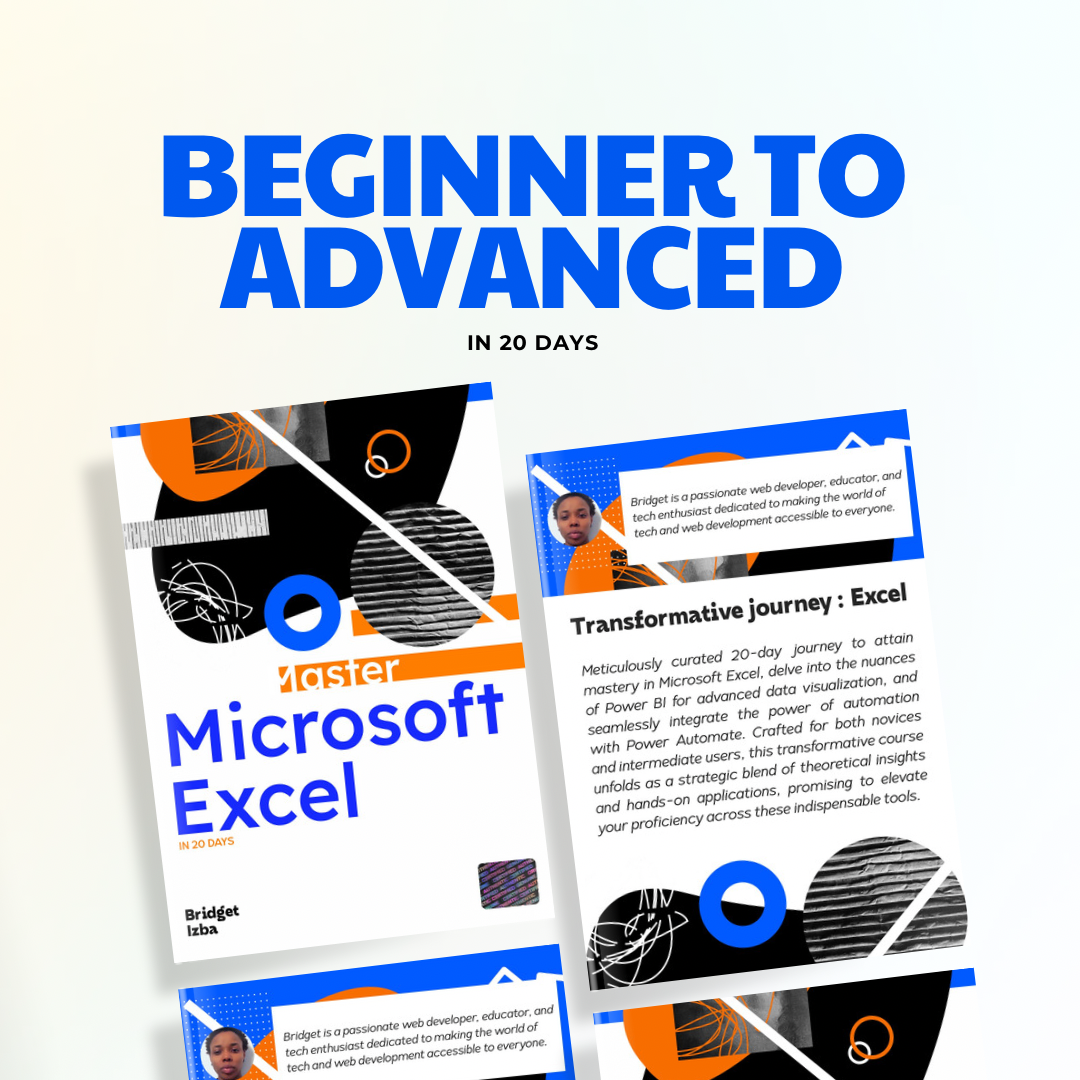 BEGINNER TO
ADVANCED
IN 20 DAYS
Master
Microsoft
Excel
IN 20 DAYS
Bridget
Izba
Bridget is a passionate web developer, educator, and
tech enthusiast dedicated to making the world of
tech and web development accessible to everyone.
Transformative journey : Excel
Meticulously curated 20-day journey to attain
mastery in Microsoft Excel, delve into the nuances
of Power BI for advanced data visualization, and
seamlessly integrate the power of automation
with Power Automate. Crafted for both novices
and intermediate users, this transformative course
unfolds as a strategic blend of theoretical insights
and hands-on applications, promising to elevate
your proficiency across these indispensable tools.
Bridget is a passionate web developer, educator, and
tech enthusiast dedicated to making the world of
tech and web development accessible to everyone.